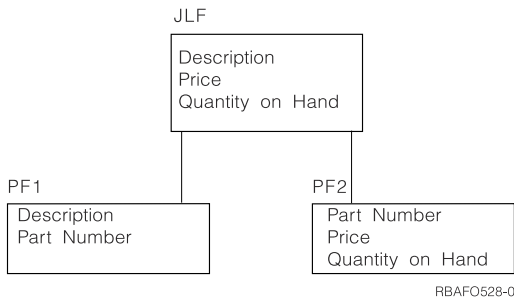 JLF
Description
Price
Quantity on Hand
PF1
Description
Part Number
PF2
Part Number
Price
Quantity on Hand
RBAFO528-0